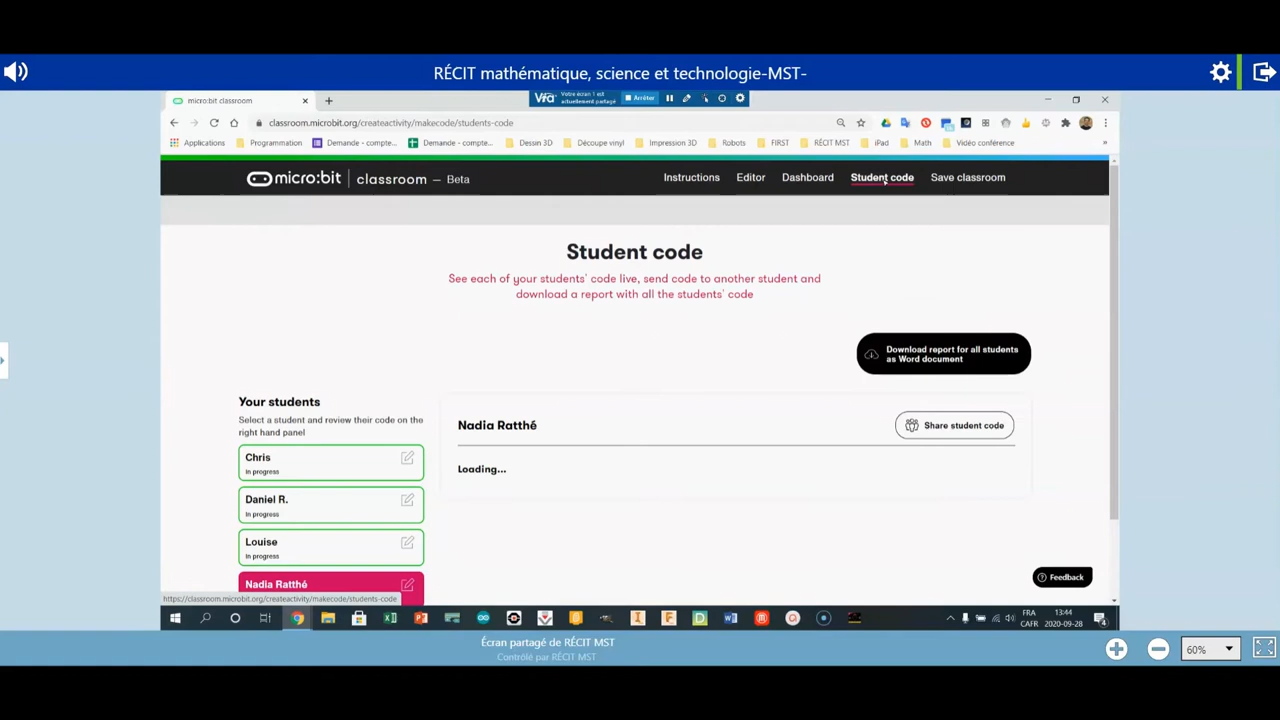 RÉCIT mathématique, science et technologie-MST-
micro:bit classroom
Votre écran 1 est
actuellement partagé
Arrêter
classroom.microbit.org/createactivity/makecode/students-code
Applications
Programmation
Demande - compte...
Demande - compte...
Dessin 3D
Découpe vinyl
Impression 3D
Robots
FIRST
RÉCIT MST
iPad
Math
Vidéo conférence
micro:bit | classroom – Beta
Instructions
Editor
Dashboard
Student code
Save classroom
Student code
See each of your students' code live, send code to another student and
download a report with all the students' code
Download report for all students
as Word document
Your students
Select a student and review their code on the
right hand panel
Chris
In progress
Daniel R.
In progress
Louise
In progress
Nadia Ratthé
Nadia Ratthé
Share student code
Loading...
Feedback
https://classroom.microbit.org/createactivity/makecode/students-code
FRA
CAFR
13:44
2020-09-28
Écran partagé de RÉCIT MST
Contrôlé par RÉCIT MST
60%